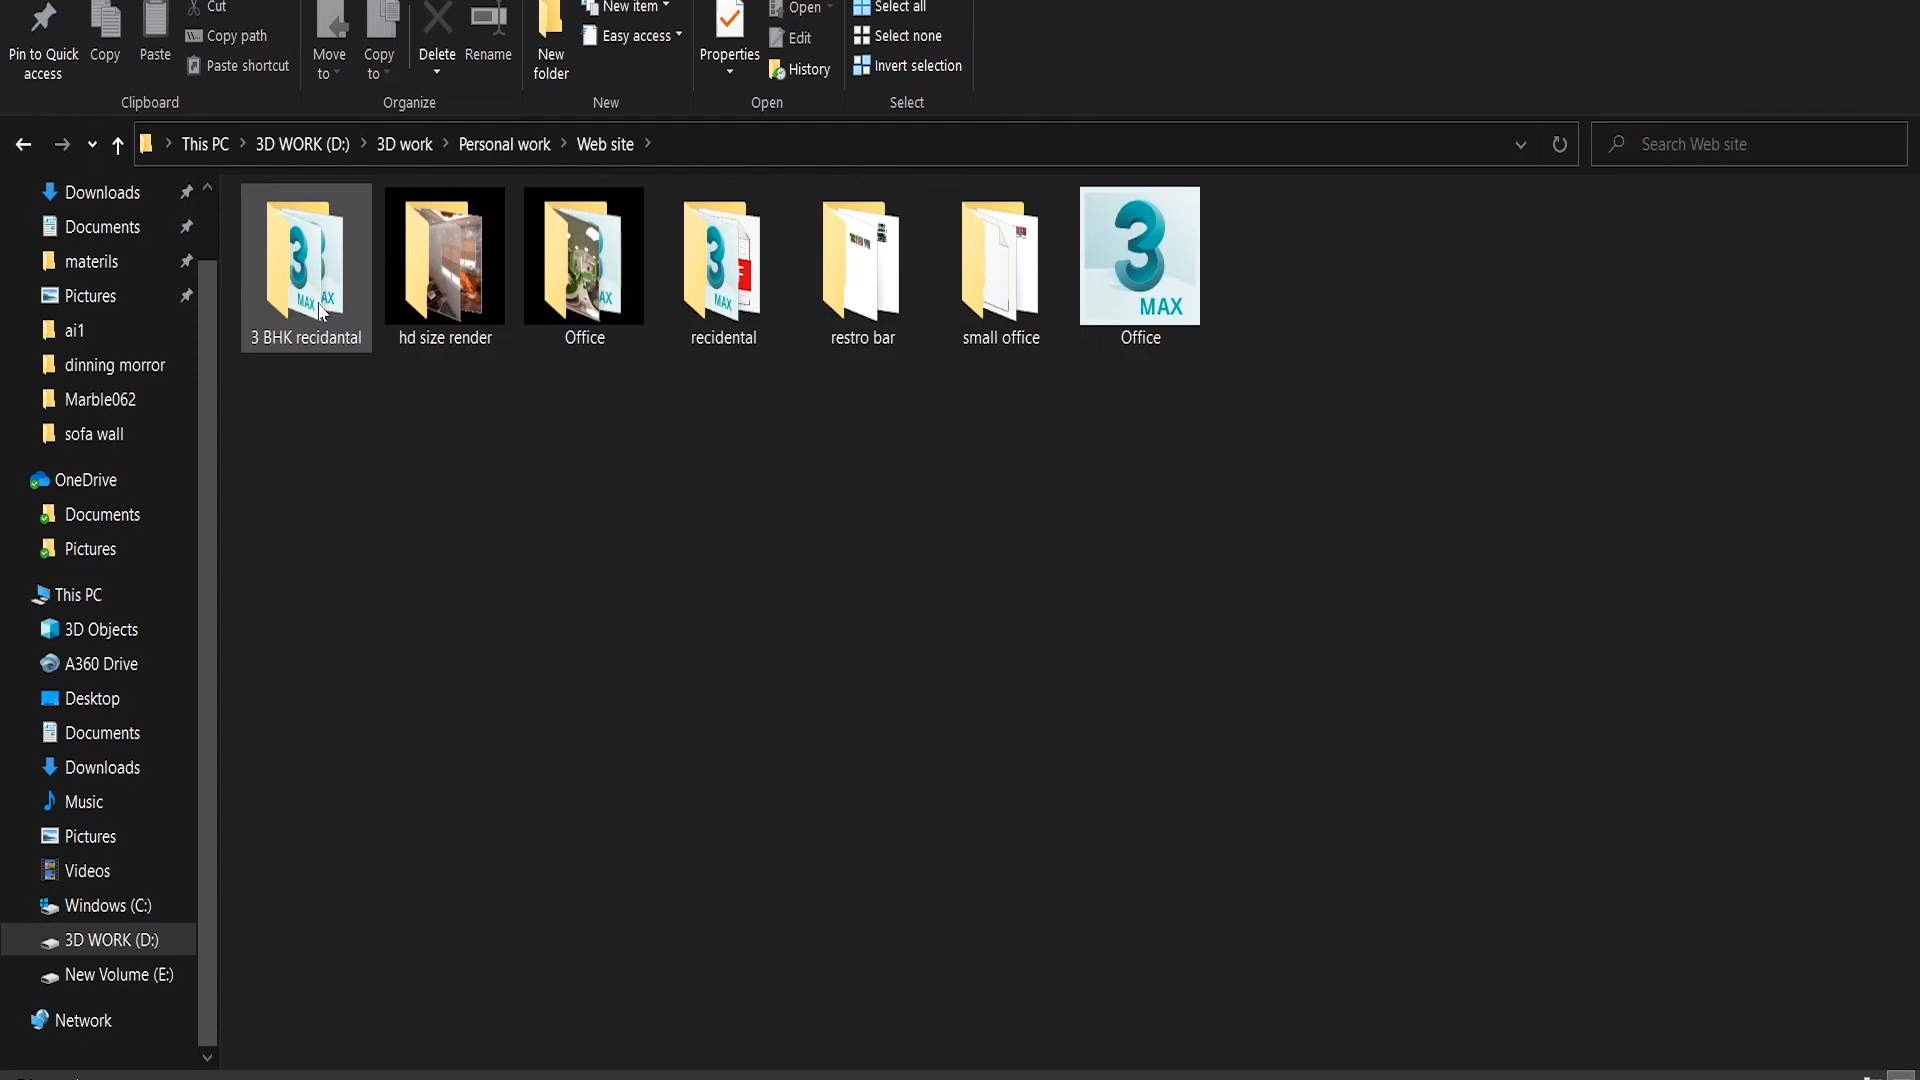 Cut
New item
Open
Select all
Copy path
Easy access
Edit
Select none
Pin to Quick access
Copy
Paste
Paste shortcut
Move to
Copy to
Delete
Rename
New folder
Properties
History
Invert selection
Clipboard
Organize
New
Open
Select
This PC > 3D WORK (D:) > 3D work > Personal work > Web site >
Search Web site
Downloads
Documents
materils
Pictures
ai1
dinning morror
Marble062
sofa wall
OneDrive
Documents
Pictures
This PC
3D Objects
A360 Drive
Desktop
Documents
Downloads
Music
Pictures
Videos
Windows (C:)
3D WORK (D:)
New Volume (E:)
Network
3 BHK recidantal
hd size render
Office
recidental
restro bar
small office
3
MAX
Office